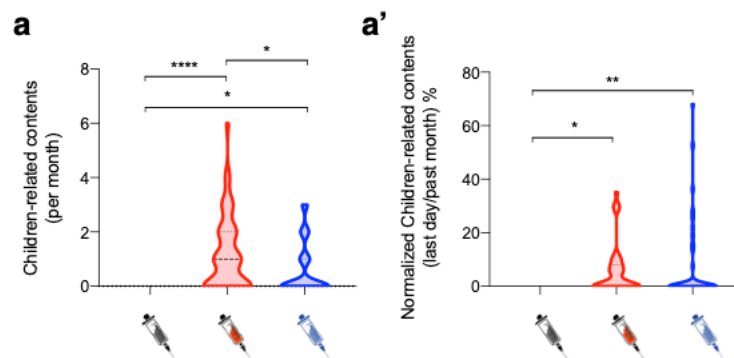 a
a'
Children-related contents
(per month)
8
6
4
2
0
****
*
*
Normalized Children-related contents
(last day/past month) %
80
60
40
20
0
**
*